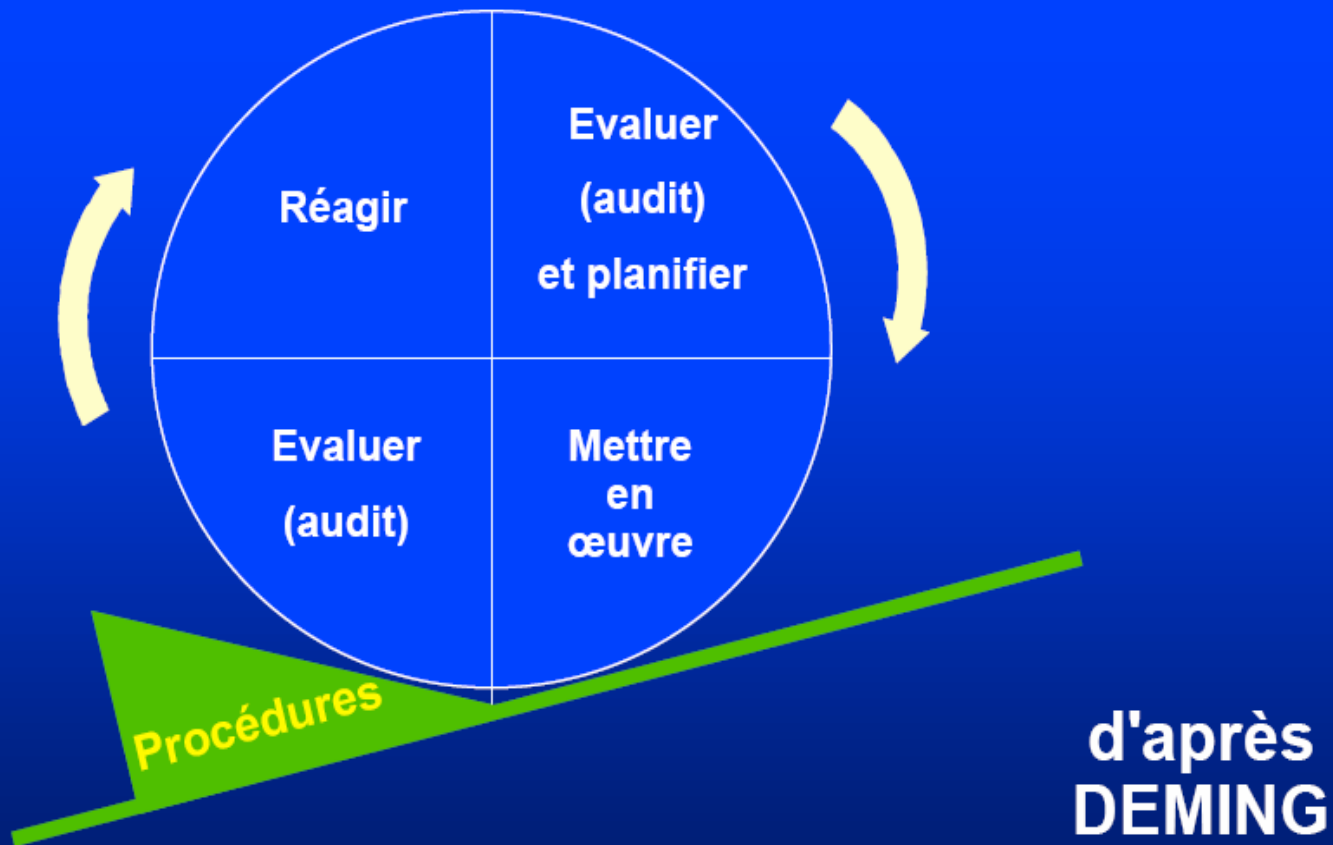 Réagir
Evaluer
(audit)
et planifier
Evaluer
(audit)
Mettre
en
œuvre
Procédures
d'après
DEMING